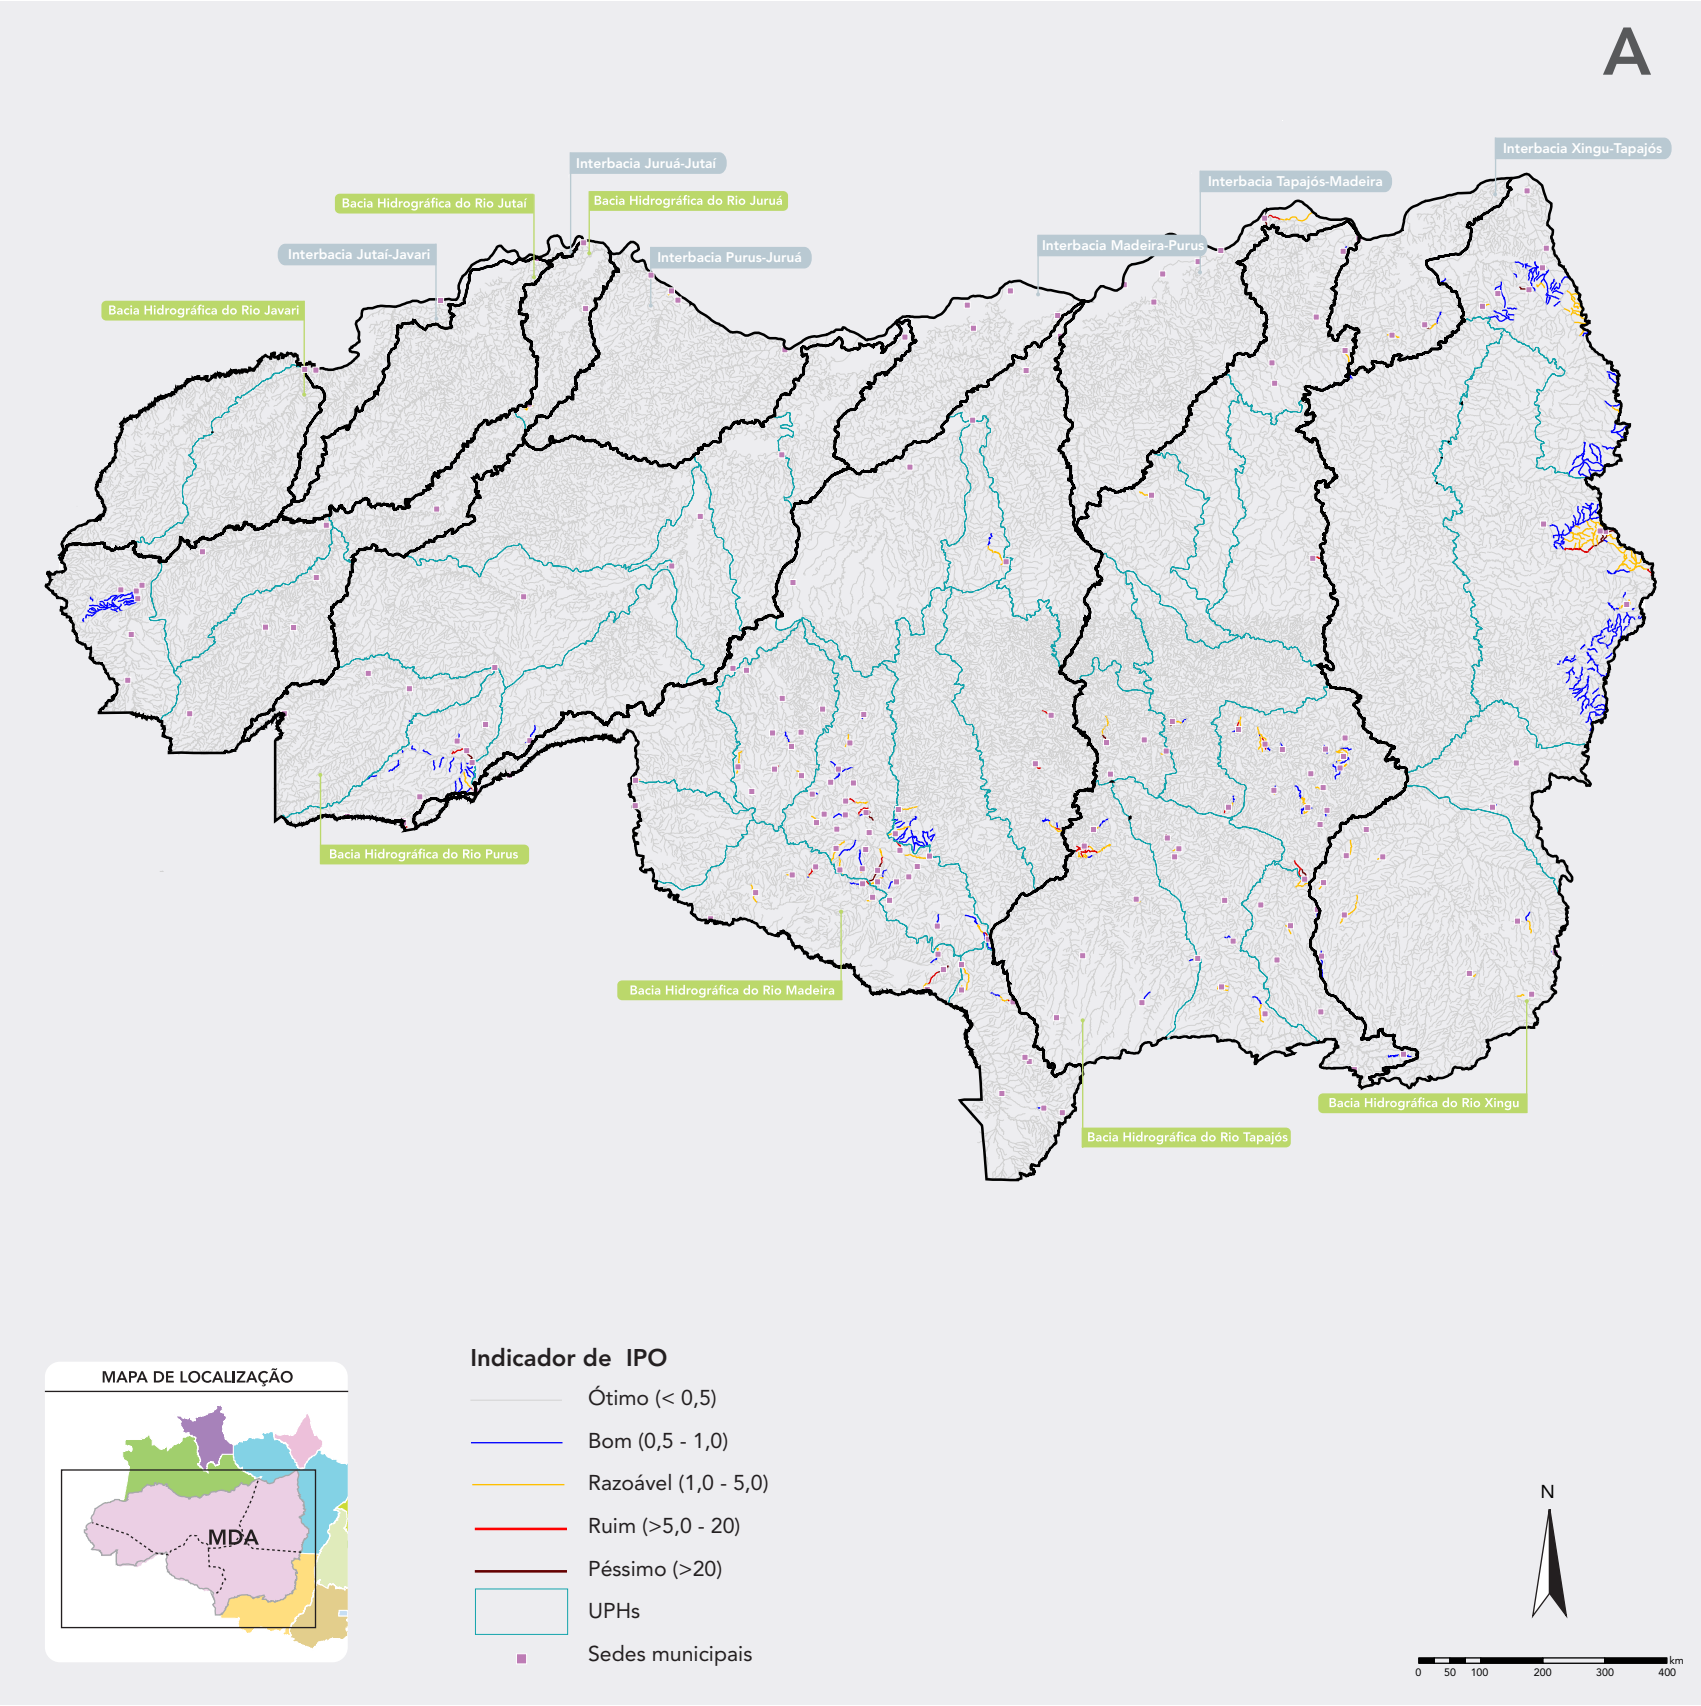 A
Interbacia Xingu-Tapajós
Interbacia Juruá-Jutaí
Interbacia Tapajós-Madeira
Bacia Hidrográfica do Rio Jutaí
Bacia Hidrográfica do Rio Juruá
Interbacia Madeira-Purus
Interbacia Jutaí-Javari
Interbacia Purus-Juruá
Bacia Hidrográfica do Rio Javari
Bacia Hidrográfica do Rio Purus
Bacia Hidrográfica do Rio Madeira
Bacia Hidrográfica do Rio Xingu
Bacia Hidrográfica do Rio Tapajós
MAPA DE LOCALIZAÇÃO
MDA
Indicador de IPO
Ótimo (< 0,5)
Bom (0,5 - 1,0)
Razoável (1,0 - 5,0)
Ruim (>5,0 - 20)
Péssimo (>20)
UPHs
Sedes municipais
N
km
0 50 100 200 300 400